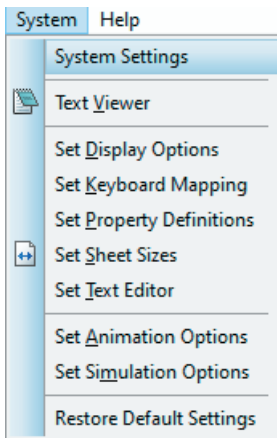 System Help
System Settings
Text Viewer
Set Display Options
Set Keyboard Mapping
Set Property Definitions
Set Sheet Sizes
Set Text Editor
Set Animation Options
Set Simulation Options
Restore Default Settings